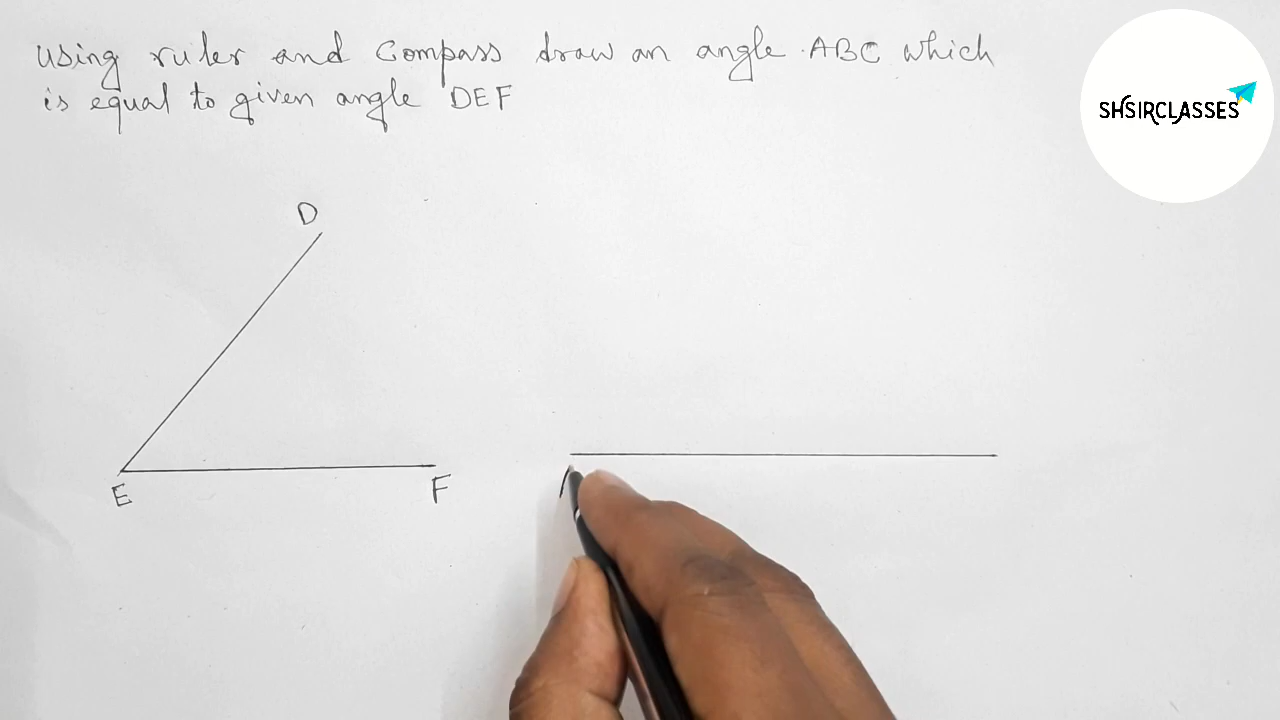 Using ruler and Compass draw an angle ABC which
is equal to given angle DEF
SHSIRCLASSES
D
E
F